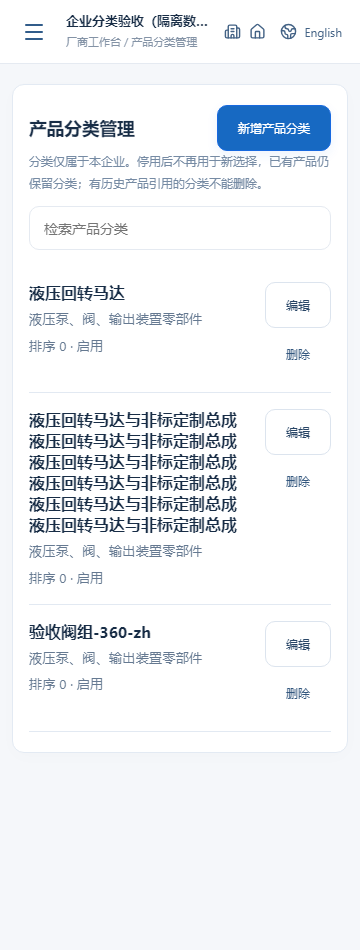 企业分类验收（隔离数...
厂商工作台 / 产品分类管理
English
产品分类管理
新增产品分类
分类仅属于本企业。停用后不再用于新选择，已有产品仍
保留分类；有历史产品引用的分类不能删除。
检索产品分类
液压回转马达
编辑
液压泵、阀、输出装置零部件
排序 0 · 启用
删除
液压回转马达与非标定制总成
液压回转马达与非标定制总成
液压回转马达与非标定制总成
液压回转马达与非标定制总成
液压回转马达与非标定制总成
液压回转马达与非标定制总成
编辑
删除
液压泵、阀、输出装置零部件
排序 0 · 启用
验收阀组-360-zh
编辑
液压泵、阀、输出装置零部件
排序 0 · 启用
删除